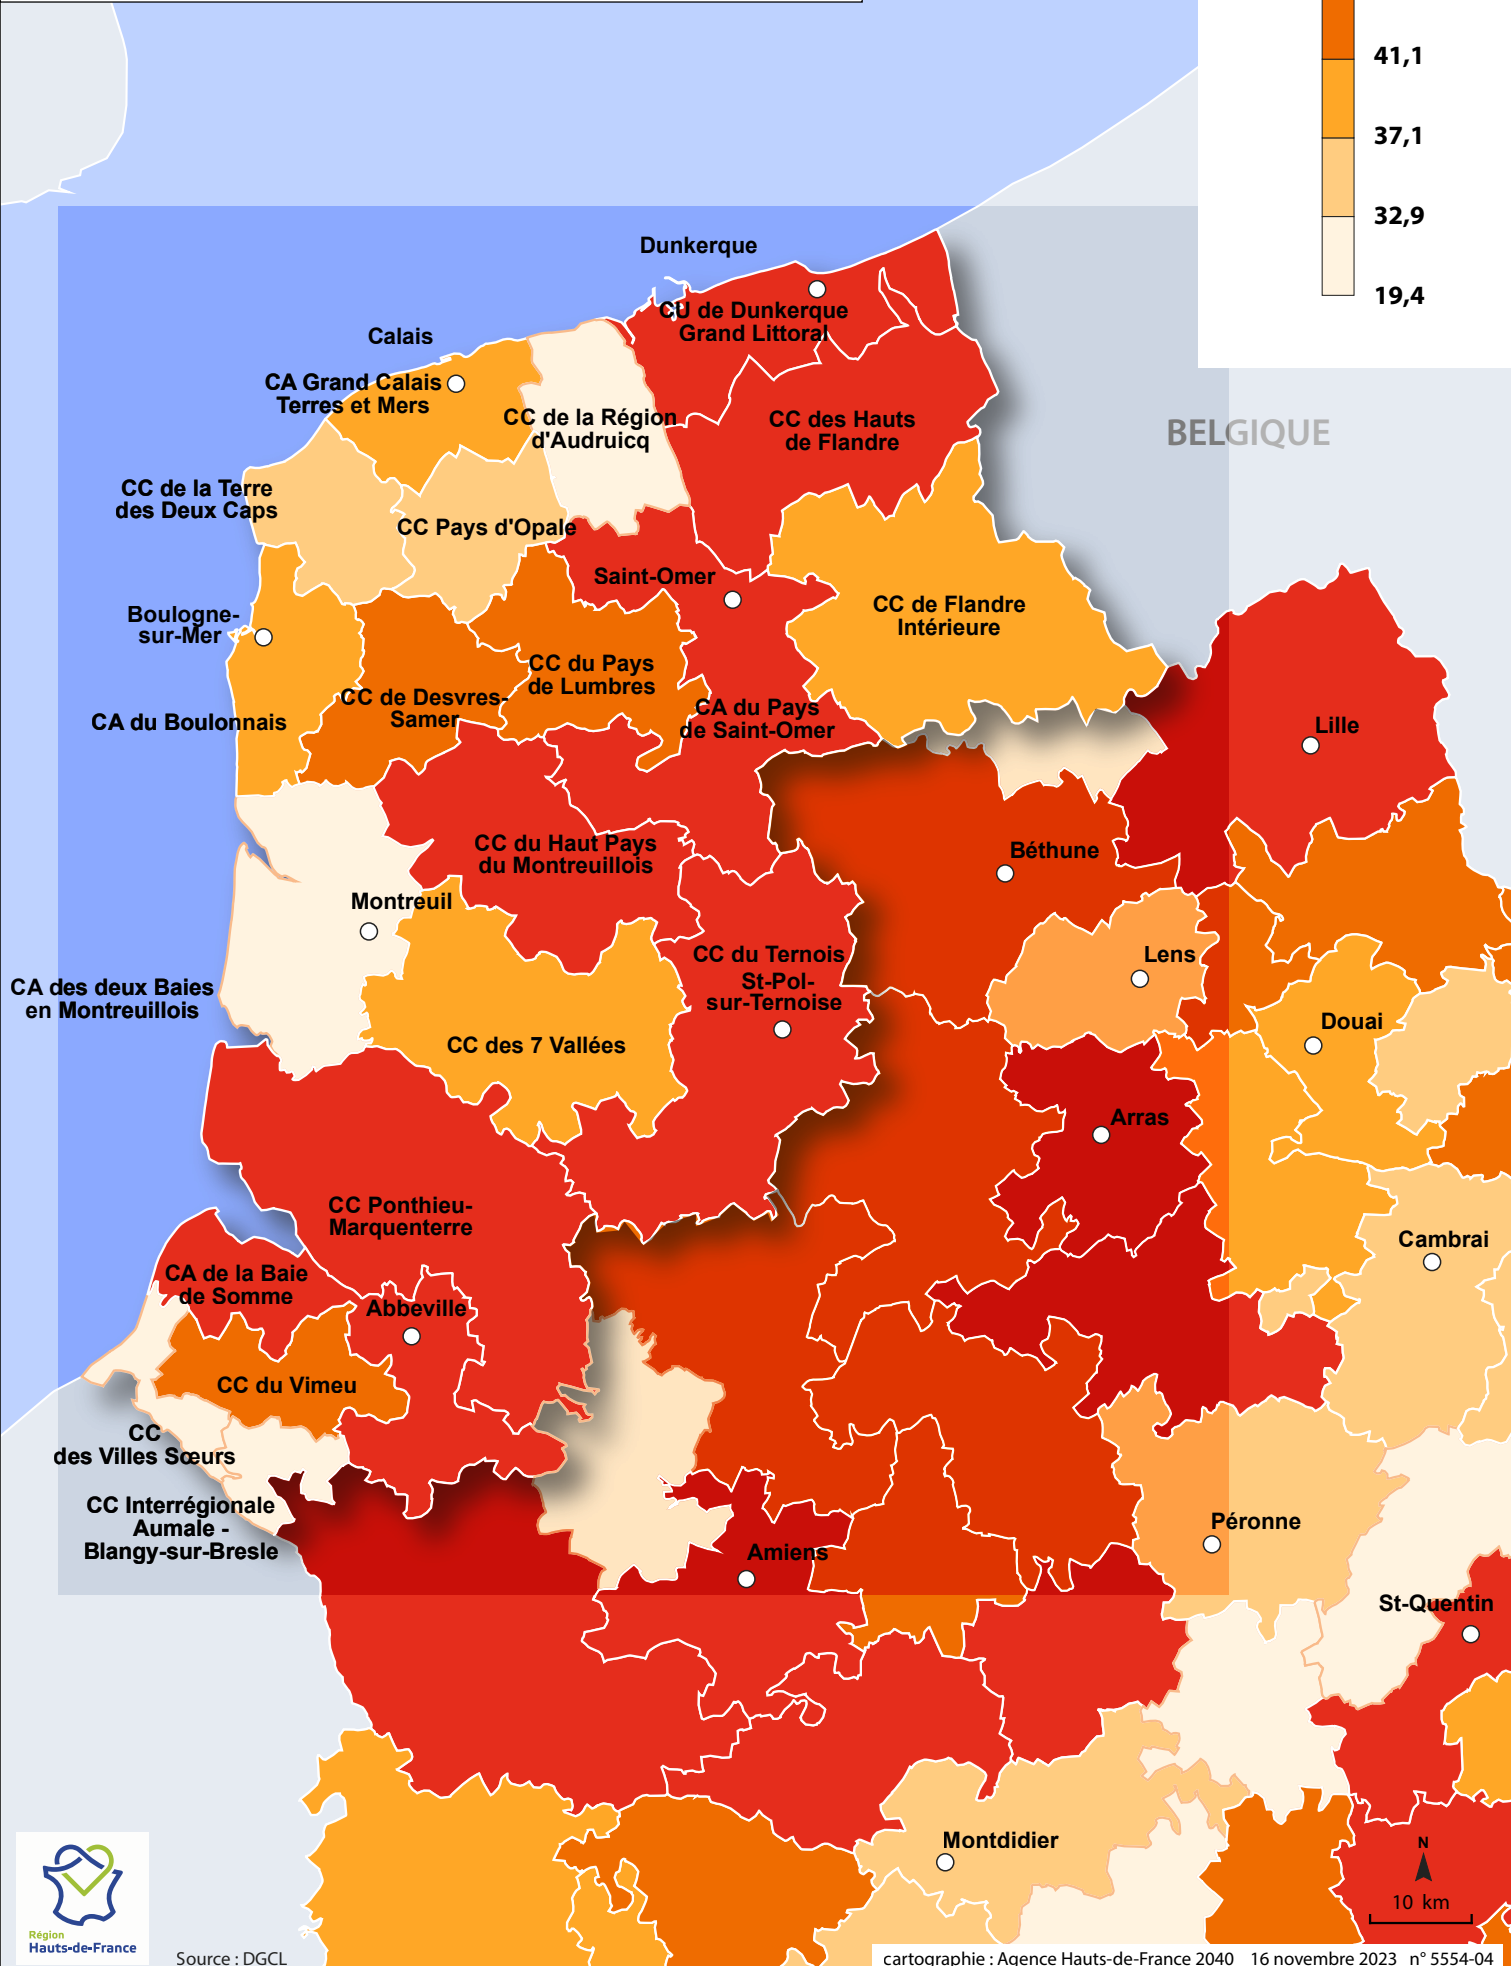 41,1
37,1
32,9
19,4
Dunkerque
CU de Dunkerque
Grand Littoral
Calais
CA Grand Calais
Terres et Mers
CC de la Région
d'Audruicq
CC des Hauts
de Flandre
BELGIQUE
CC de la Terre
des Deux Caps
CC Pays d'Opale
Saint-Omer
Boulogne-
sur-Mer
CC de Flandre
Intérieure
CC du Pays
de Lumbres
CC de Desvres-
Samer
CA du Boulonnais
CA du Pays
de Saint-Omer
Lille
CC du Haut Pays
du Montreuillois
Béthune
Montreuil
CC du Ternois
St-Pol-
sur-Ternoise
Lens
CA des deux Baies
en Montreuillois
Douai
CC des 7 Vallées
Arras
CC Ponthieu-
Marquenterre
Cambrai
CA de la Baie
de Somme
Abbeville
CC du Vimeu
CC
des Villes Sœurs
CC Interrégionale
Aumale -
Blangy-sur-Bresle
Péronne
Amiens
St-Quentin
Montdidier
N
10 km
Région
Hauts-de-France
Source : DGCL
cartographie : Agence Hauts-de-France 2040 16 novembre 2023 n° 5554-04